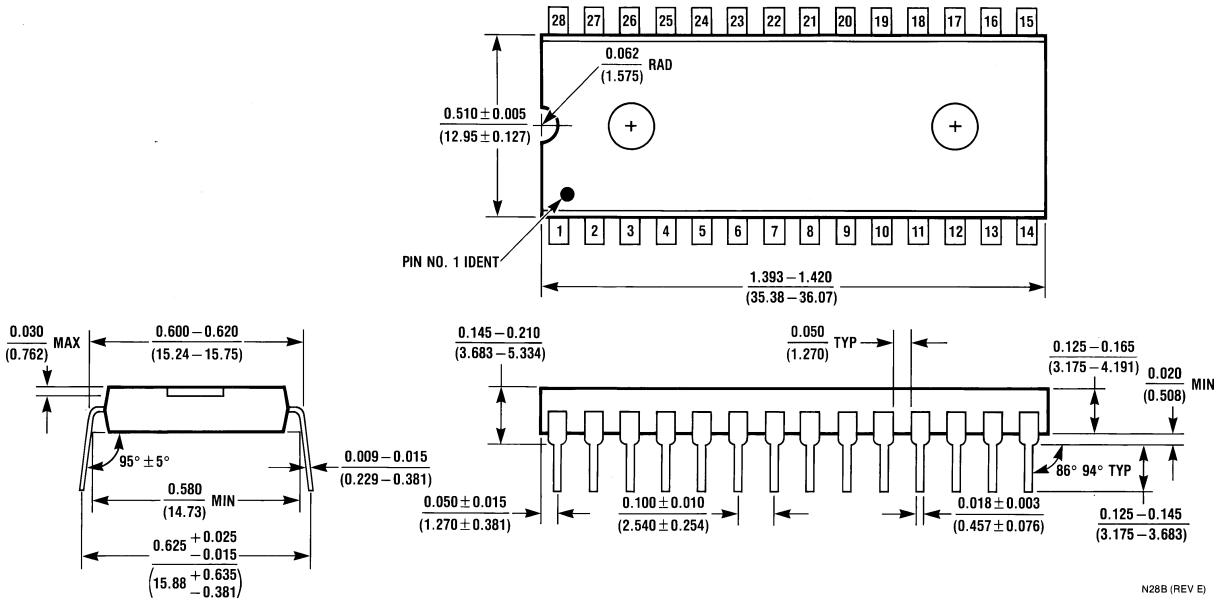 28 27 26 25 24 23 22 21 20 19 18 17 16 15
0.062
(1.575)
RAD
0.510 ± 0.005
(12.95 ± 0.127)
1 2 3 4 5 6 7 8 9 10 11 12 13 14
PIN NO. 1 IDENT
1.393 – 1.420
(35.38 – 36.07)
0.030
(0.762)
MAX
0.600 – 0.620
(15.24 – 15.75)
95° ± 5°
0.009 – 0.015
(0.229 – 0.381)
0.580
(14.73)
MIN
0.625 + 0.025
– 0.015
(15.88 + 0.635
– 0.381)
0.145 – 0.210
(3.683 – 5.334)
0.050
(1.270)
TYP
0.125 – 0.165
(3.175 – 4.191)
0.020
(0.508)
MIN
86° 94° TYP
0.050 ± 0.015
(1.270 ± 0.381)
0.100 ± 0.010
(2.540 ± 0.254)
0.018 ± 0.003
(0.457 ± 0.076)
0.125 – 0.145
(3.175 – 3.683)
N28B (REV E)